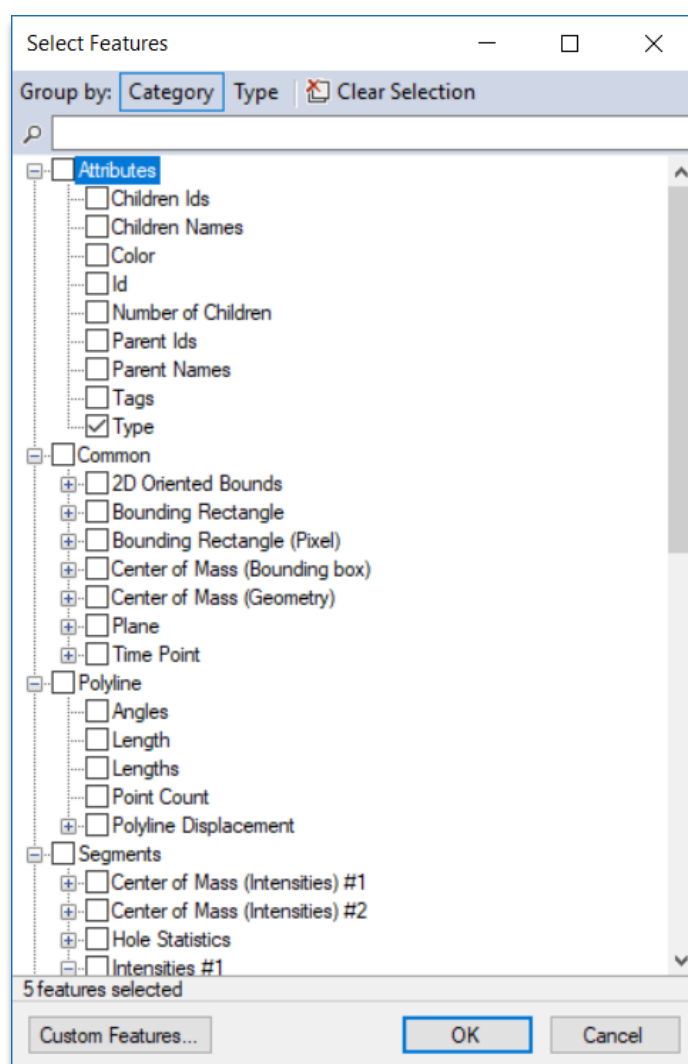 Select Features
Group by: Category Type Clear Selection
Attributes
Children Ids
Children Names
Color
Id
Number of Children
Parent Ids
Parent Names
Tags
Type
Common
2D Oriented Bounds
Bounding Rectangle
Bounding Rectangle (Pixel)
Center of Mass (Bounding box)
Center of Mass (Geometry)
Plane
Time Point
Polyline
Angles
Length
Lengths
Point Count
Polyline Displacement
Segments
Center of Mass (Intensities) #1
Center of Mass (Intensities) #2
Hole Statistics
Intensities #1
5 features selected
Custom Features... OK Cancel